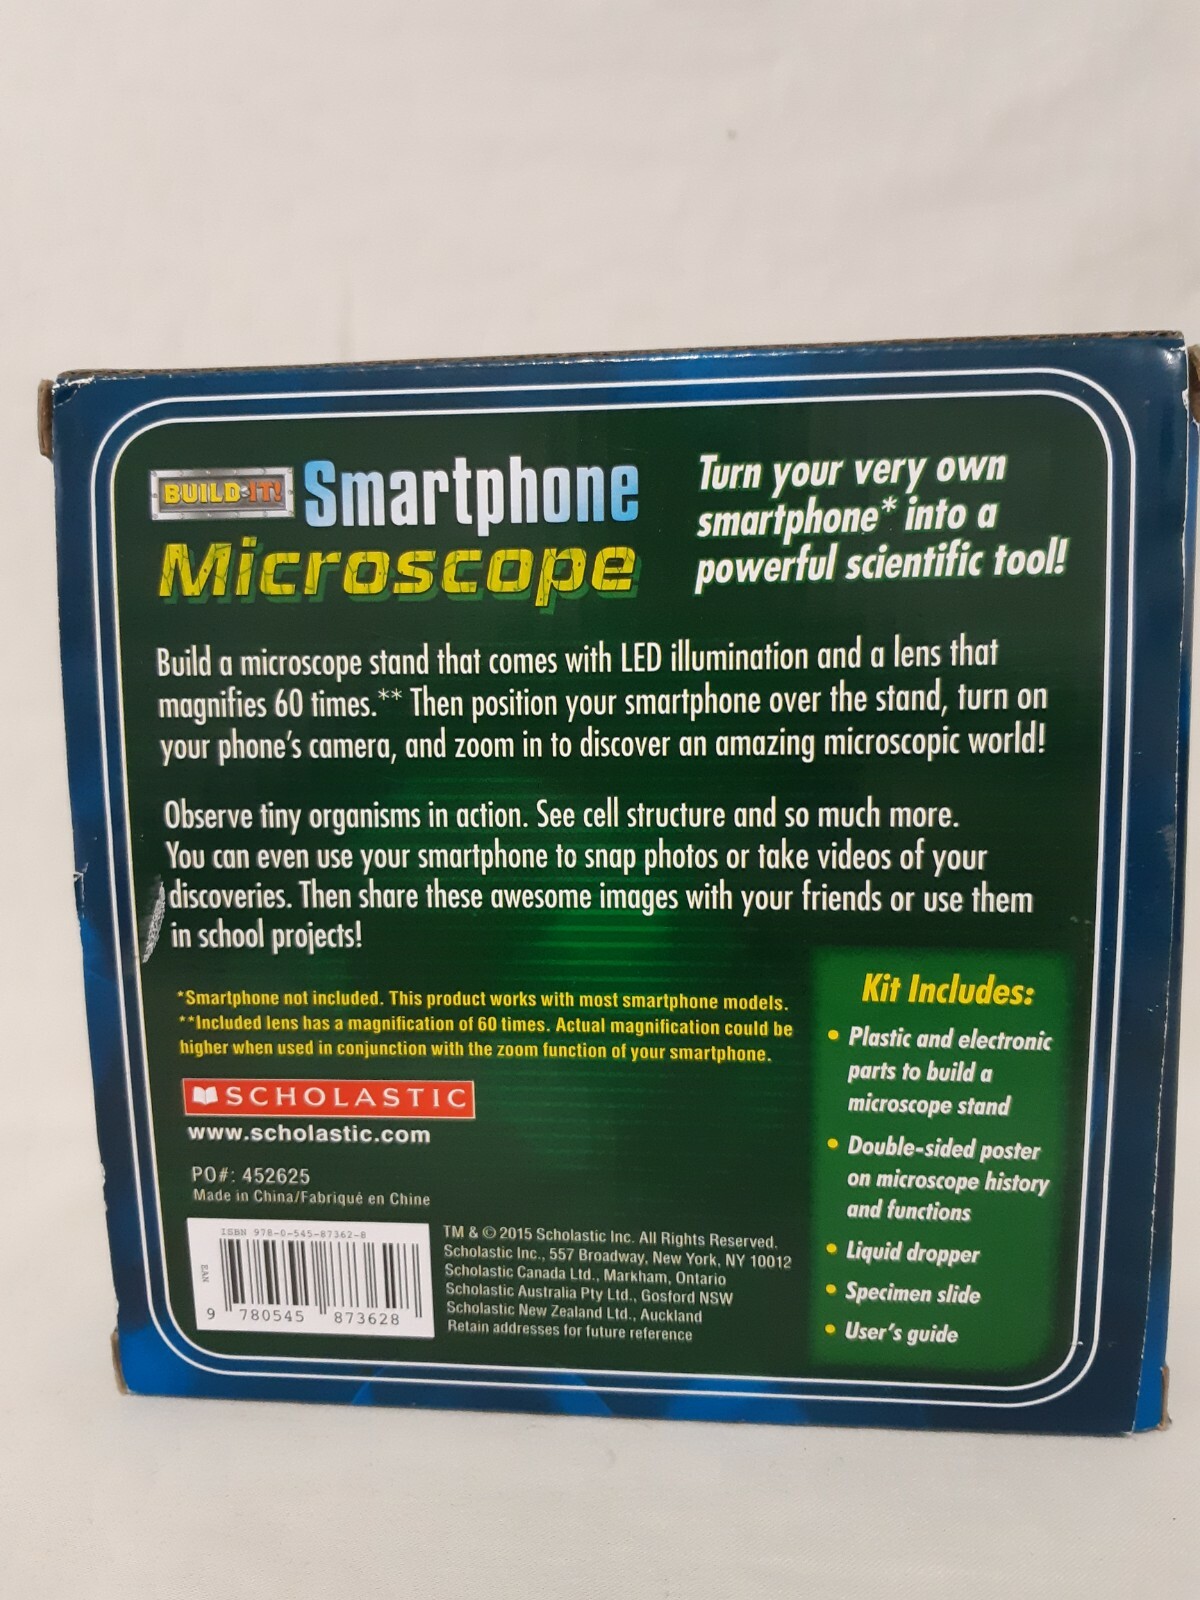 BUILD-IT! Smartphone
Microscope
Turn your very own
smartphone* into a
powerful scientific tool!
Build a microscope stand that comes with LED illumination and a lens that
magnifies 60 times.** Then position your smartphone over the stand, turn on
your phone's camera, and zoom in to discover an amazing microscopic world!
Observe tiny organisms in action. See cell structure and so much more.
You can even use your smartphone to snap photos or take videos of your
discoveries. Then share these awesome images with your friends or use them
in school projects!
*Smartphone not included. This product works with most smartphone models.
**Included lens has a magnification of 60 times. Actual magnification could be
higher when used in conjunction with the zoom function of your smartphone.
SCHOLASTIC
www.scholastic.com
PO#: 452625
Made in China/Fabriqué en Chine
ISBN 978-0-545-87362-8
EAN
9 780545 873628
TM & © 2015 Scholastic Inc. All Rights Reserved.
Scholastic Inc., 557 Broadway, New York, NY 10012
Scholastic Canada Ltd., Markham, Ontario
Scholastic Australia Pty Ltd., Gosford NSW
Scholastic New Zealand Ltd., Auckland
Retain addresses for future reference
Kit Includes:
• Plastic and electronic
parts to build a
microscope stand
• Double-sided poster
on microscope history
and functions
• Liquid dropper
• Specimen slide
• User's guide